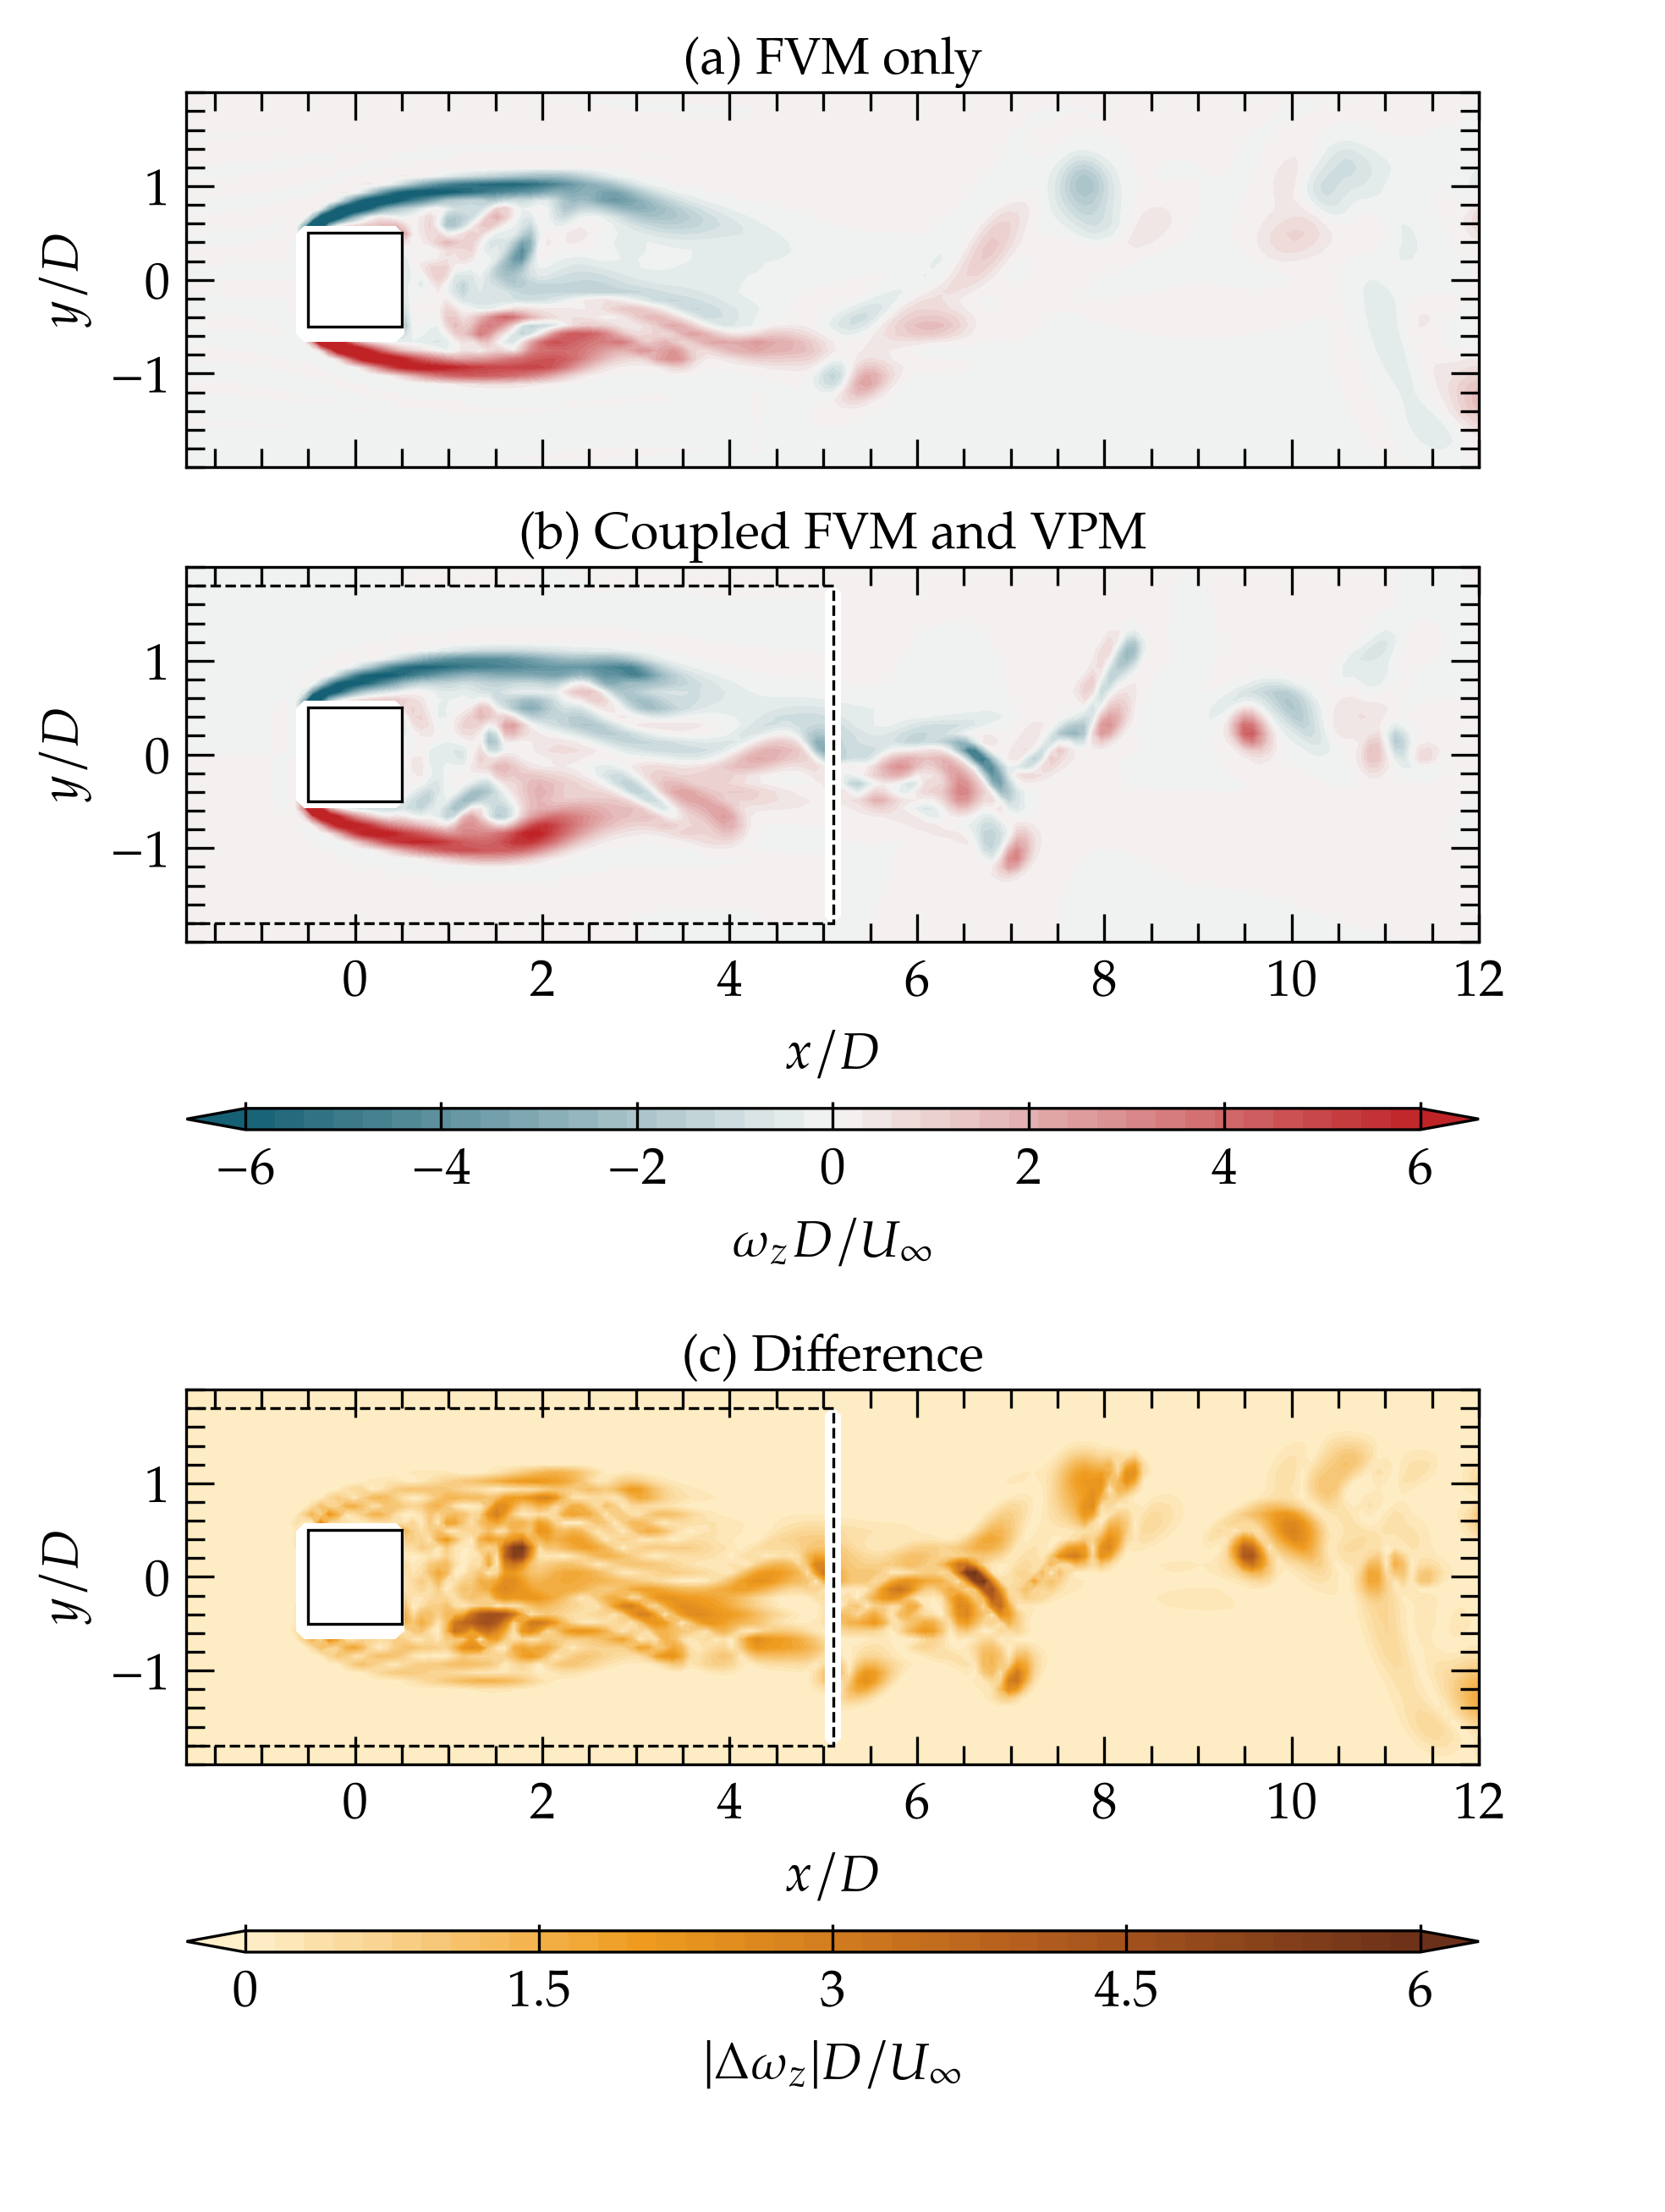 (a) FVM only
1
0
−1
y/D
(b) Coupled FVM and VPM
1
0
−1
y/D
0 2 4 6 8 10 12
x/D
−6 −4 −2 0 2 4 6
ω_z D/U_∞
(c) Difference
1
0
−1
y/D
0 2 4 6 8 10 12
x/D
0 1.5 3 4.5 6
|Δω_z|D/U_∞